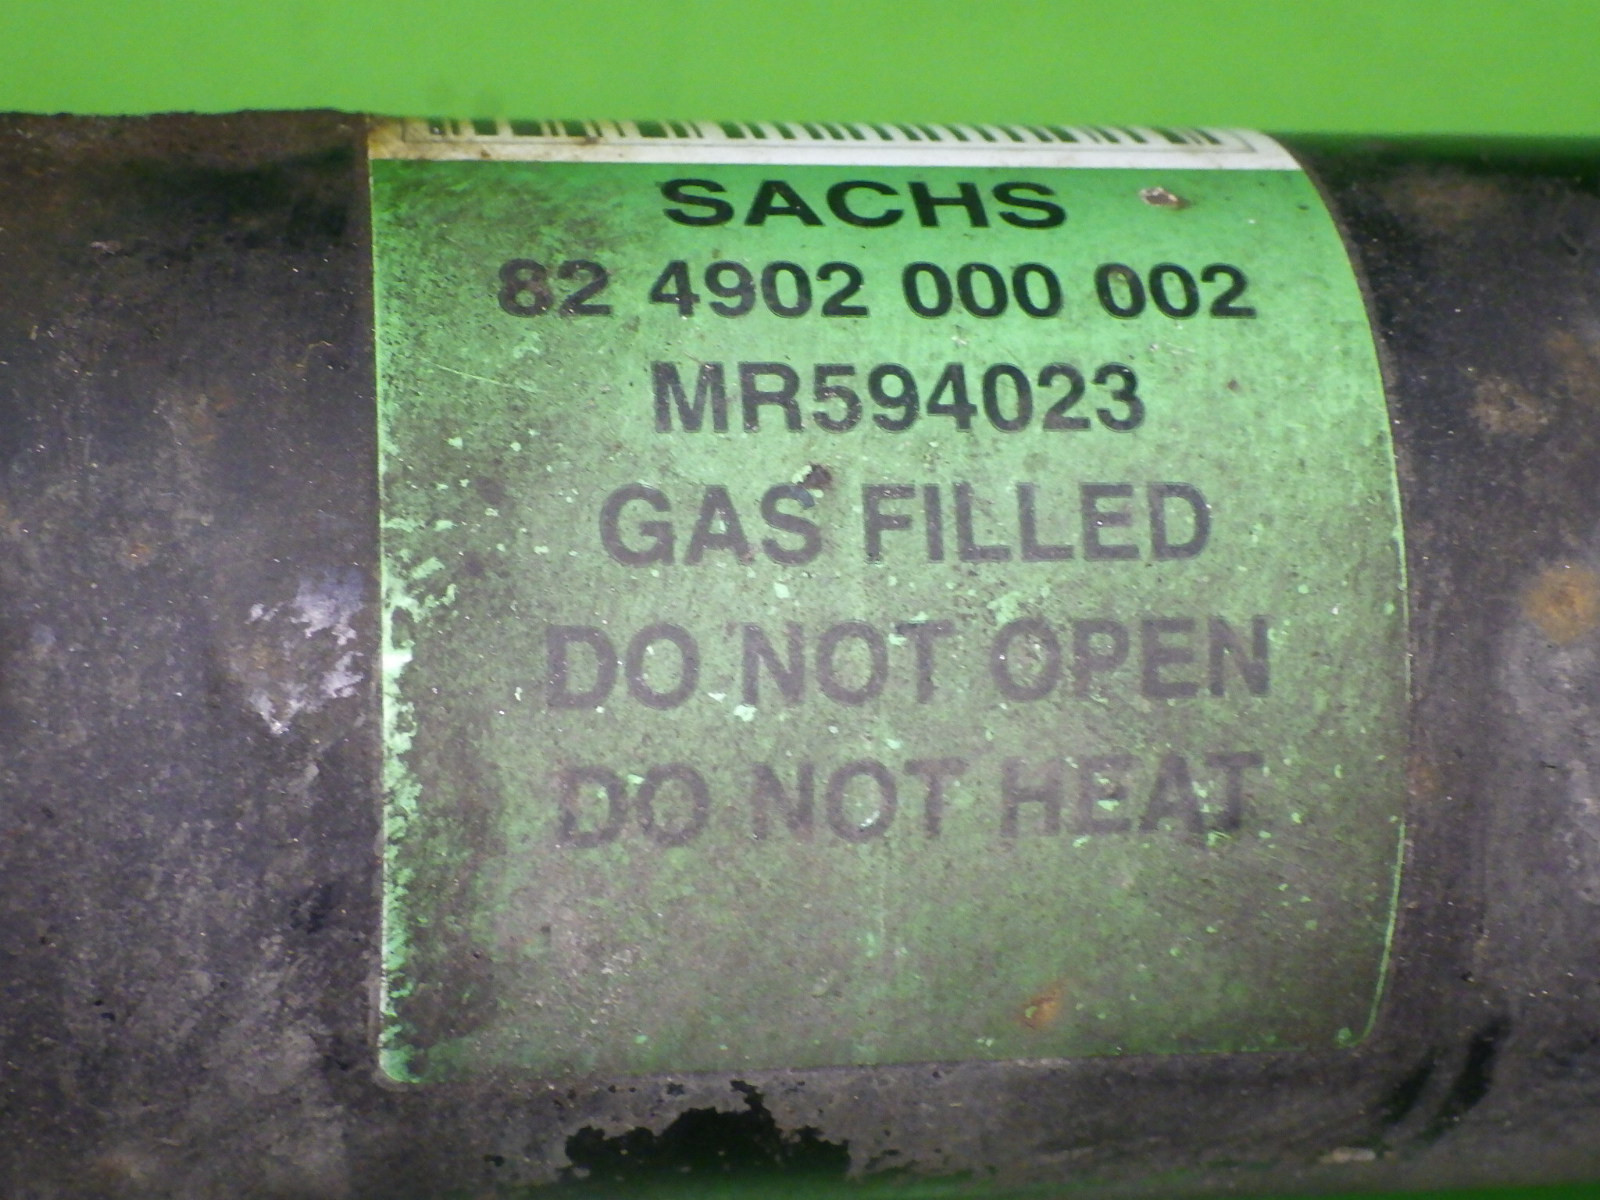 SACHS
82 4902 000 002
MR594023
GAS FILLED
DO NOT OPEN
DO NOT HEAT